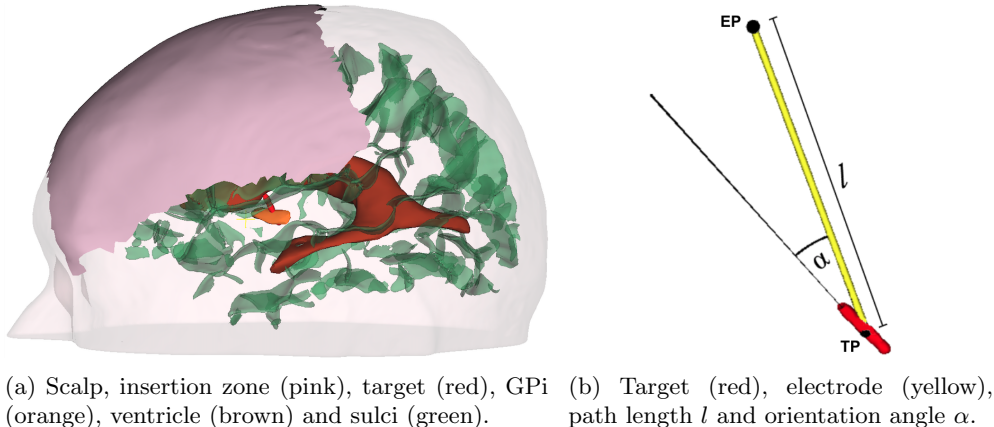 EP
l
α
TP
(a) Scalp, insertion zone (pink), target (red), GPi
(orange), ventricle (brown) and sulci (green).
(b) Target (red), electrode (yellow),
path length l and orientation angle α.